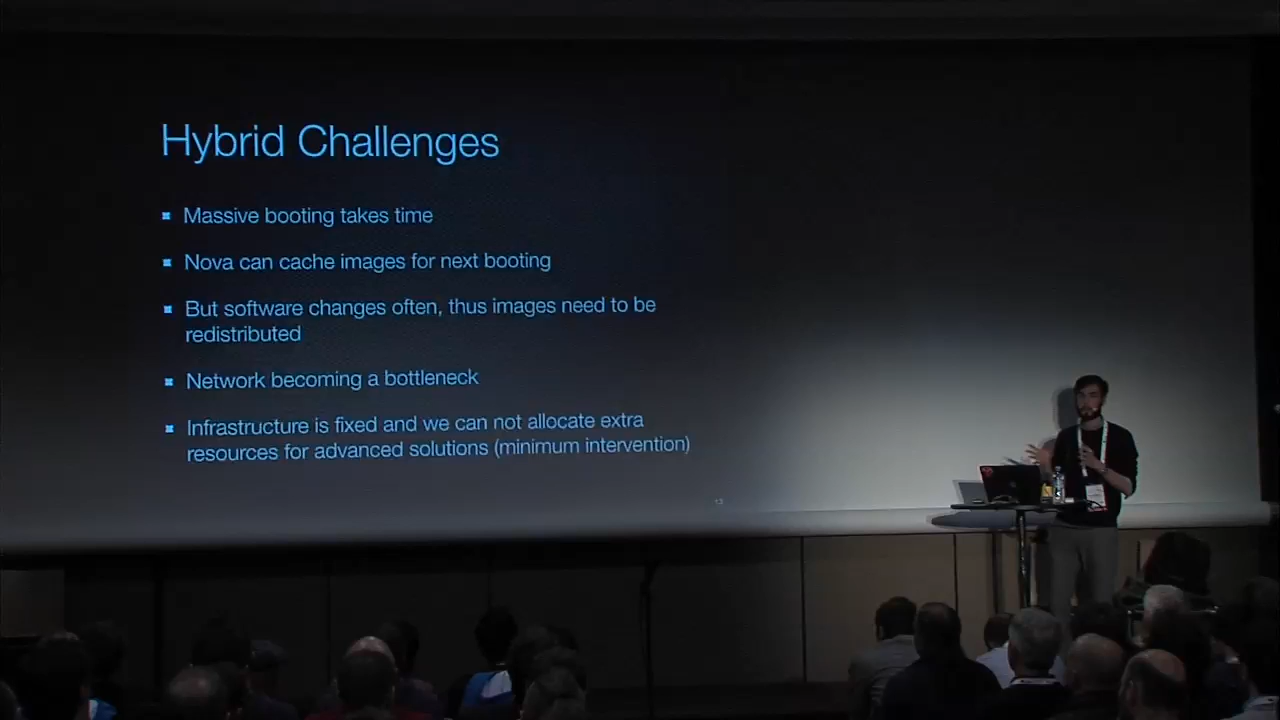 Hybrid Challenges
Massive booting takes time
Nova can cache images for next booting
But software changes often, thus images need to be
redistributed
Network becoming a bottleneck
Infrastructure is fixed and we can not allocate extra
resources for advanced solutions (minimum intervention)